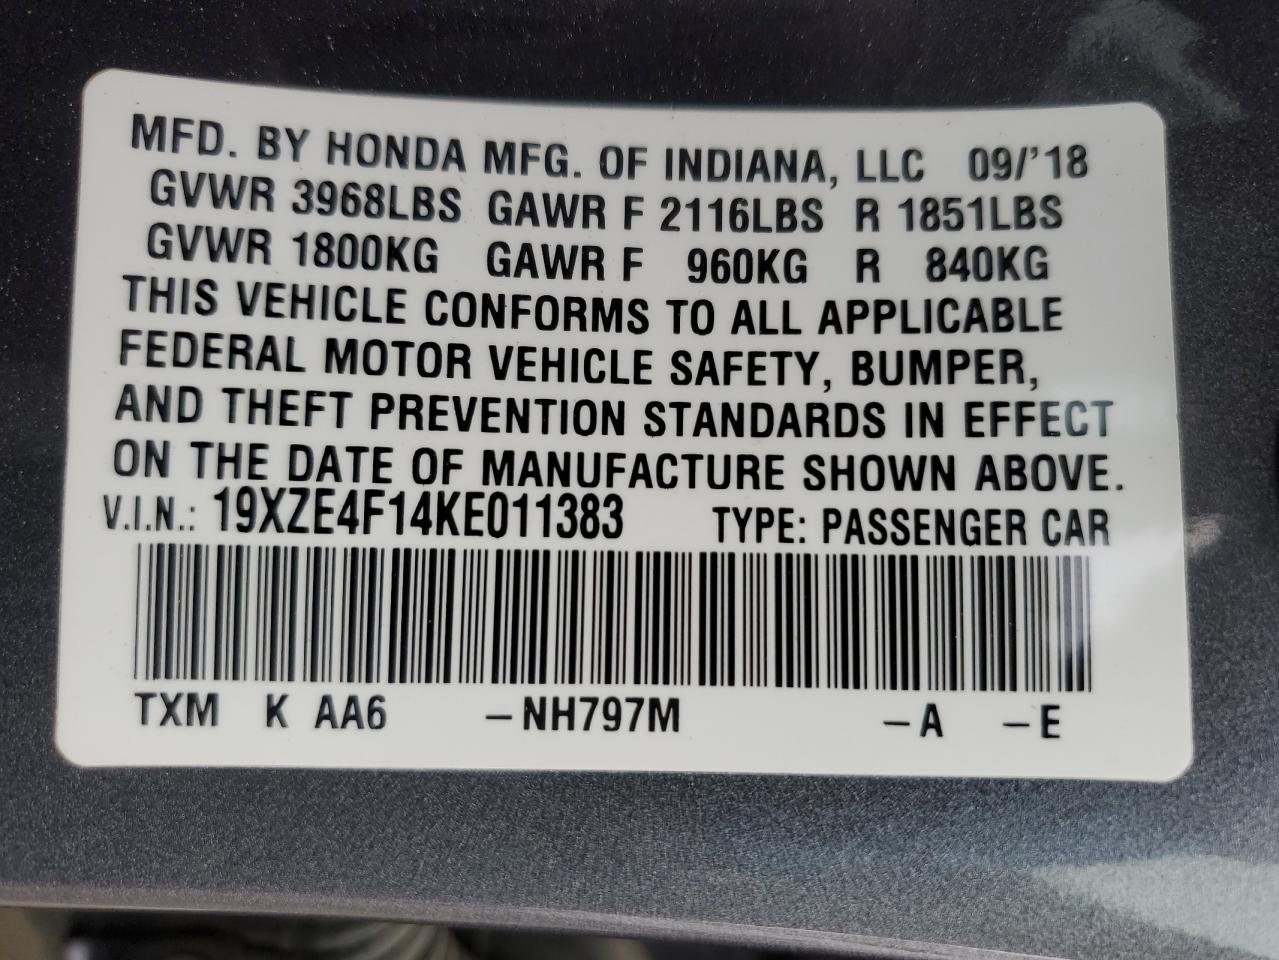 MFD. BY HONDA MFG. OF INDIANA, LLC 09/'18
GVWR 3968LBS GAWR F 2116LBS R 1851LBS
GVWR 1800KG GAWR F 960KG R 840KG
THIS VEHICLE CONFORMS TO ALL APPLICABLE
FEDERAL MOTOR VEHICLE SAFETY, BUMPER,
AND THEFT PREVENTION STANDARDS IN EFFECT
ON THE DATE OF MANUFACTURE SHOWN ABOVE.
V.I.N.: 19XZE4F14KE011383 TYPE: PASSENGER CAR
TXM K AA6 –NH797M –A –E